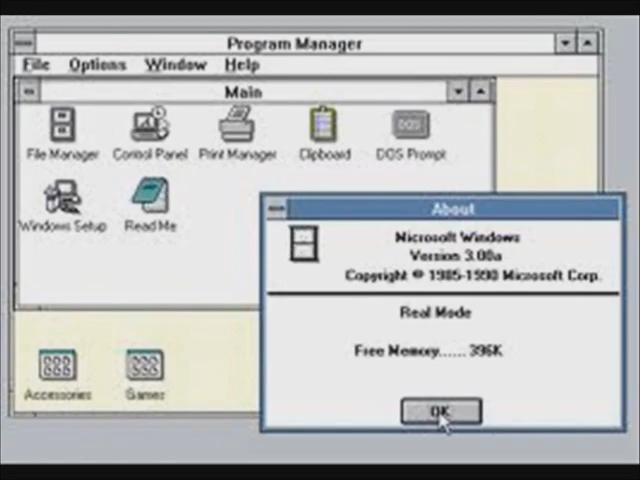 Program Manager
File Options Window Help
Main
File Manager Control Panel Print Manager Clipboard DOS Prompt
DOS
Windows Setup Read Me
About
Microsoft Windows
Version 3.00a
Copyright © 1985-1990 Microsoft Corp.
Real Mode
Free Memory...... 396K
Accessories Games
OK